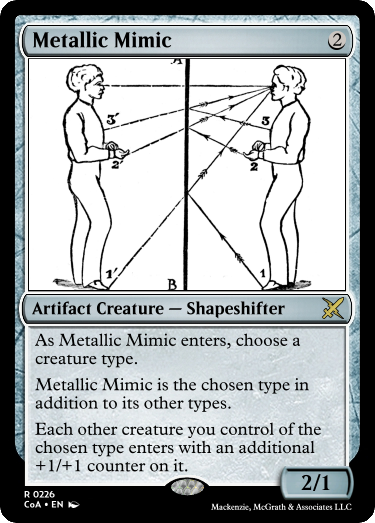 Metallic Mimic 2
A
3' 3
2' 2
1' B 1
Artifact Creature — Shapeshifter
As Metallic Mimic enters, choose a
creature type.
Metallic Mimic is the chosen type in
addition to its other types.
Each other creature you control of the
chosen type enters with an additional
+1/+1 counter on it.
2/1
R 0226
CoA • EN
Mackenzie, McGrath & Associates LLC